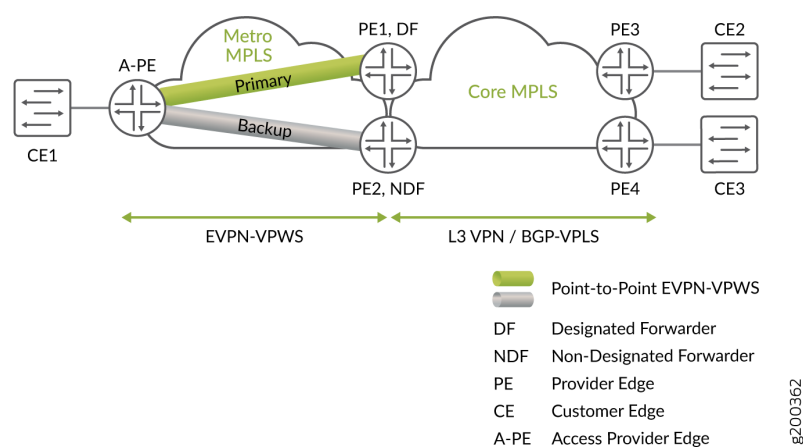 Metro
MPLS
PE1, DF
PE3
CE2
A-PE
Primary
Core MPLS
Backup
CE1
PE2, NDF
PE4
CE3
EVPN-VPWS
L3 VPN / BGP-VPLS
Point-to-Point EVPN-VPWS
DF Designated Forwarder
NDF Non-Designated Forwarder
PE Provider Edge
CE Customer Edge
A-PE Access Provider Edge
g200362